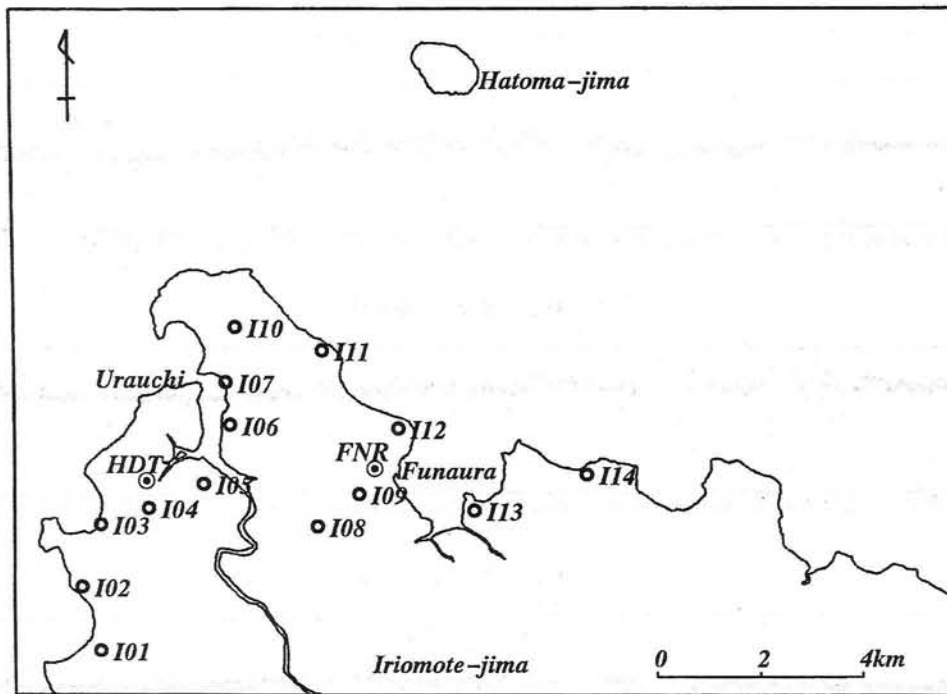 Hatoma-jima
I10
I11
Urauchi
I07
I06
I12
HDT
FNR
Funaura
I14
I05
I09
I04
I13
I03
I08
I02
I01
Iriomote-jima
0 2 4km